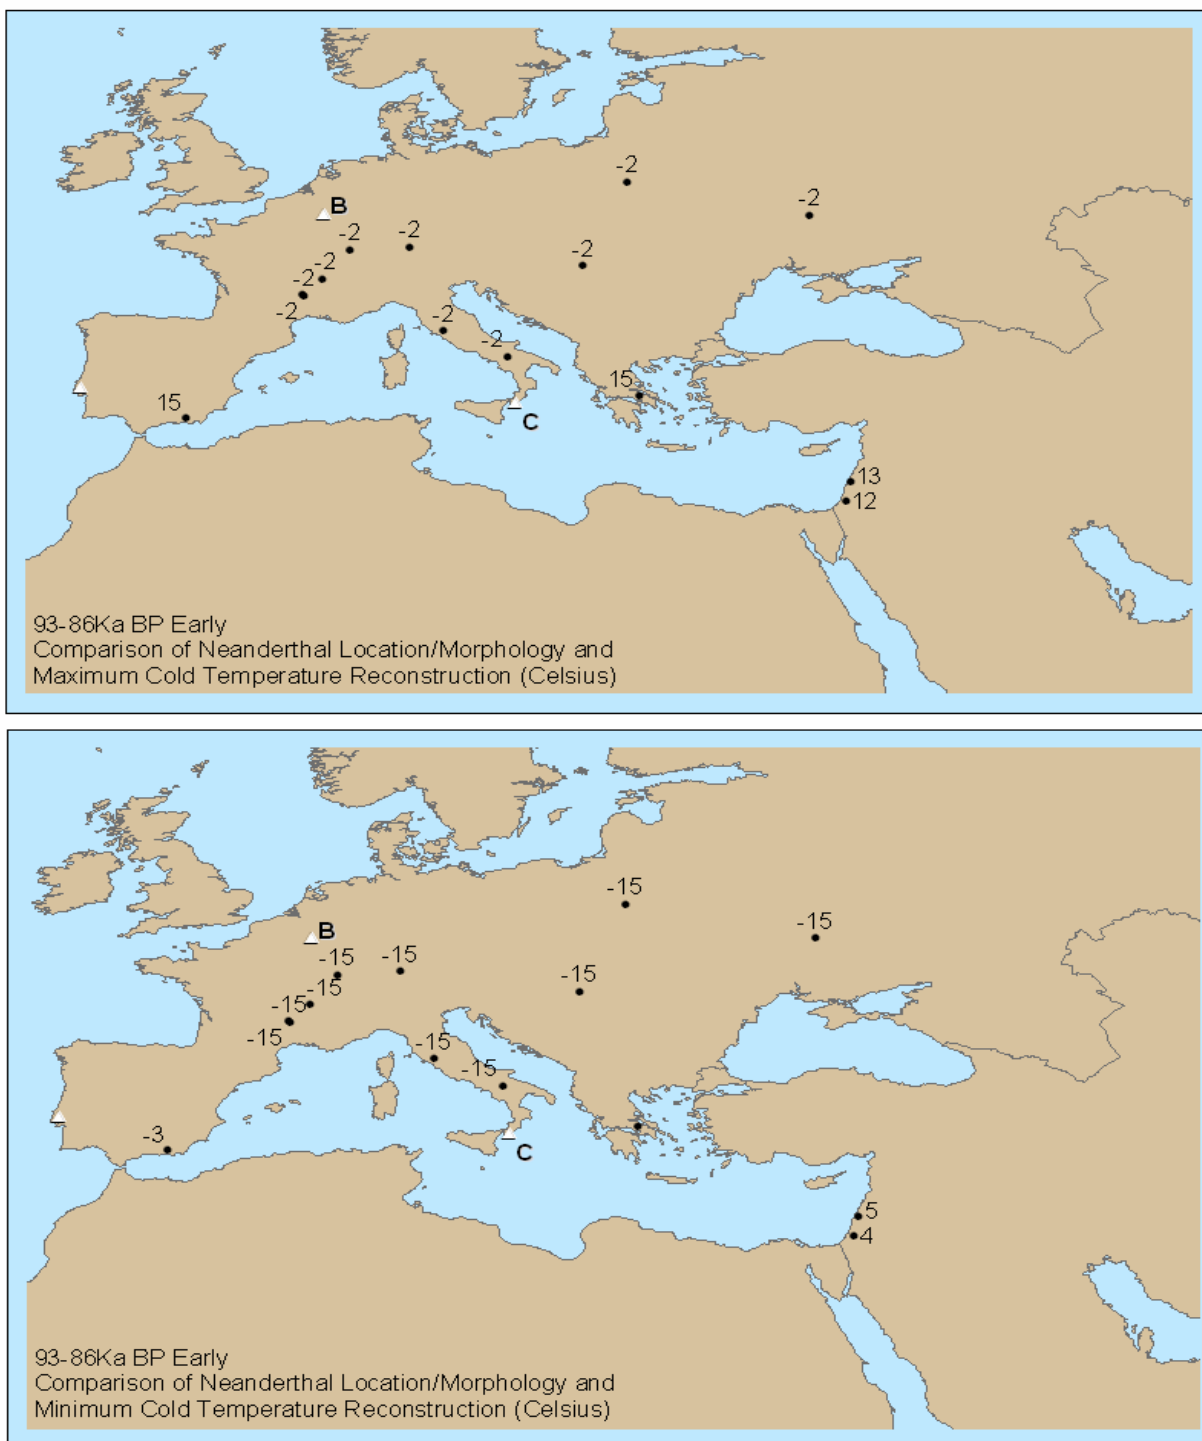 -2
-2
B
-2
-2
-2
-2
-2
-2
-2
-2
15
15
C
13
12
93-86Ka BP Early
Comparison of Neanderthal Location/Morphology and
Maximum Cold Temperature Reconstruction (Celsius)
-15
-15
B
-15
-15
-15
-15
-15
-15
-15
-15
-3
C
5
4
93-86Ka BP Early
Comparison of Neanderthal Location/Morphology and
Minimum Cold Temperature Reconstruction (Celsius)